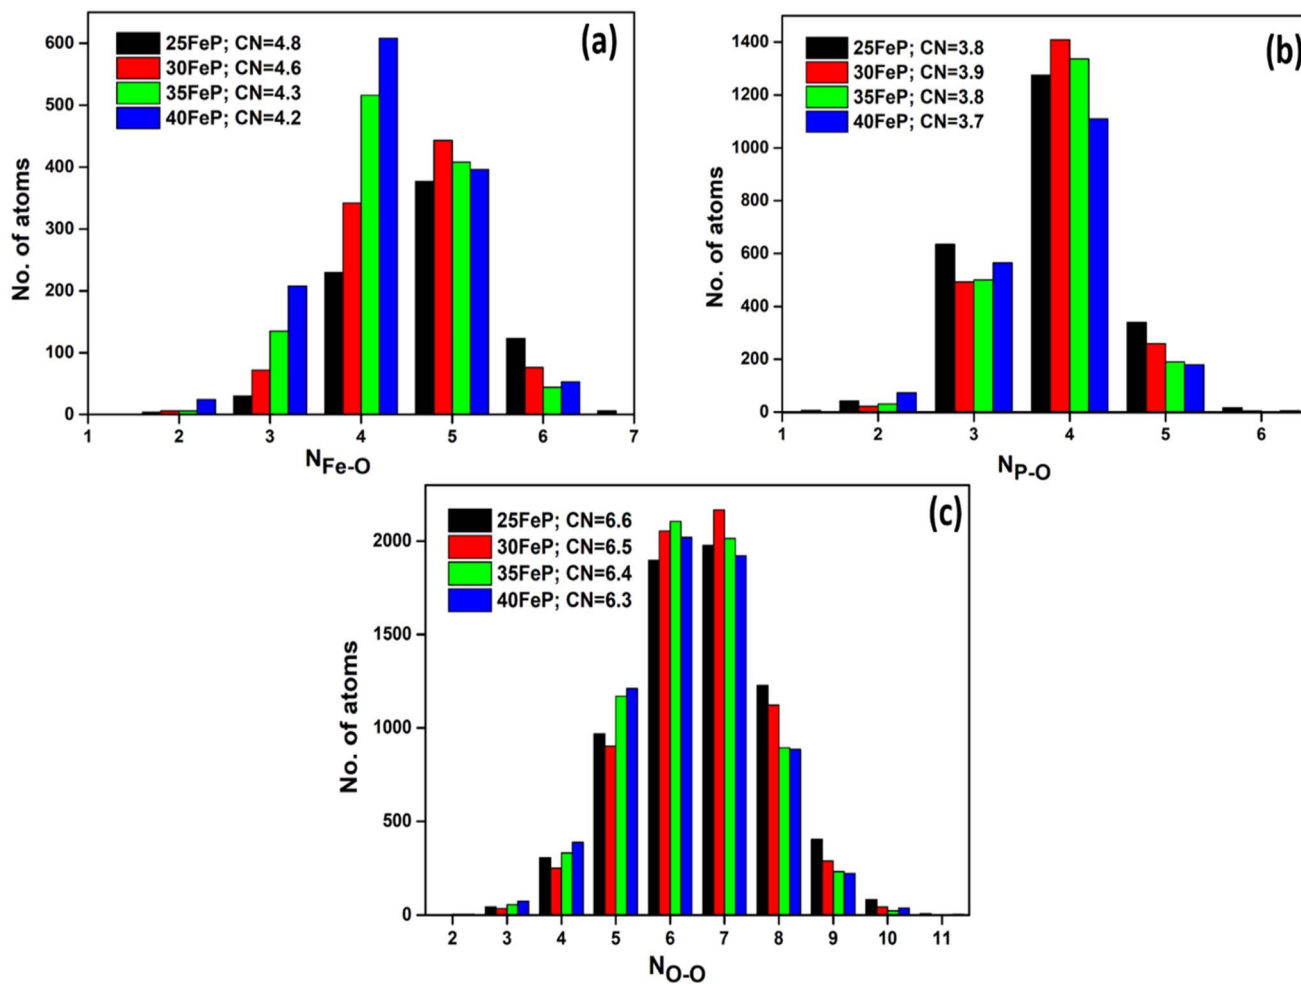 (a)
25FeP; CN=4.8
30FeP; CN=4.6
35FeP; CN=4.3
40FeP; CN=4.2
600
500
400
300
200
100
0
No. of atoms
1 2 3 4 5 6 7
N_Fe-O
(b)
25FeP; CN=3.8
30FeP; CN=3.9
35FeP; CN=3.8
40FeP; CN=3.7
1400
1200
1000
800
600
400
200
0
No. of atoms
1 2 3 4 5 6
N_P-O
(c)
25FeP; CN=6.6
30FeP; CN=6.5
35FeP; CN=6.4
40FeP; CN=6.3
2000
1500
1000
500
0
No. of atoms
2 3 4 5 6 7 8 9 10 11
N_O-O